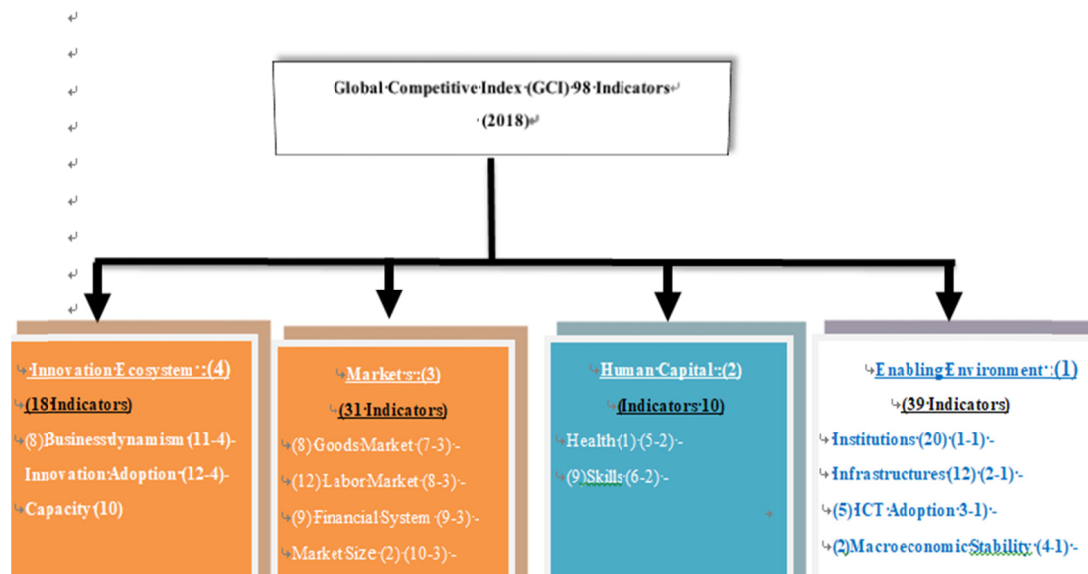 Global Competitive Index (GCI) 98 Indicators
(2018)
Innovation Ecosystem :(4)
(18 Indicators)
(8) Business dynamism (11-4)-
Innovation Adoption (12-4)-
Capacity (10)
Markets :(3)
(31 Indicators)
(8) Goods Market (7-3) -
(12) Labor Market (8-3) -
(9) Financial System (9-3) -
Market Size (2) (10-3) -
Human Capital :(2)
(Indicators 10)
Health (1) (5-2) -
(9) Skills (6-2) -
Enabling Environment :(1)
(39 Indicators)
Institutions (20) (1-1) -
Infrastructures (12) (2-1) -
(5) ICT Adoption 3-1) -
(2) Macroeconomic Stability (4-1) -